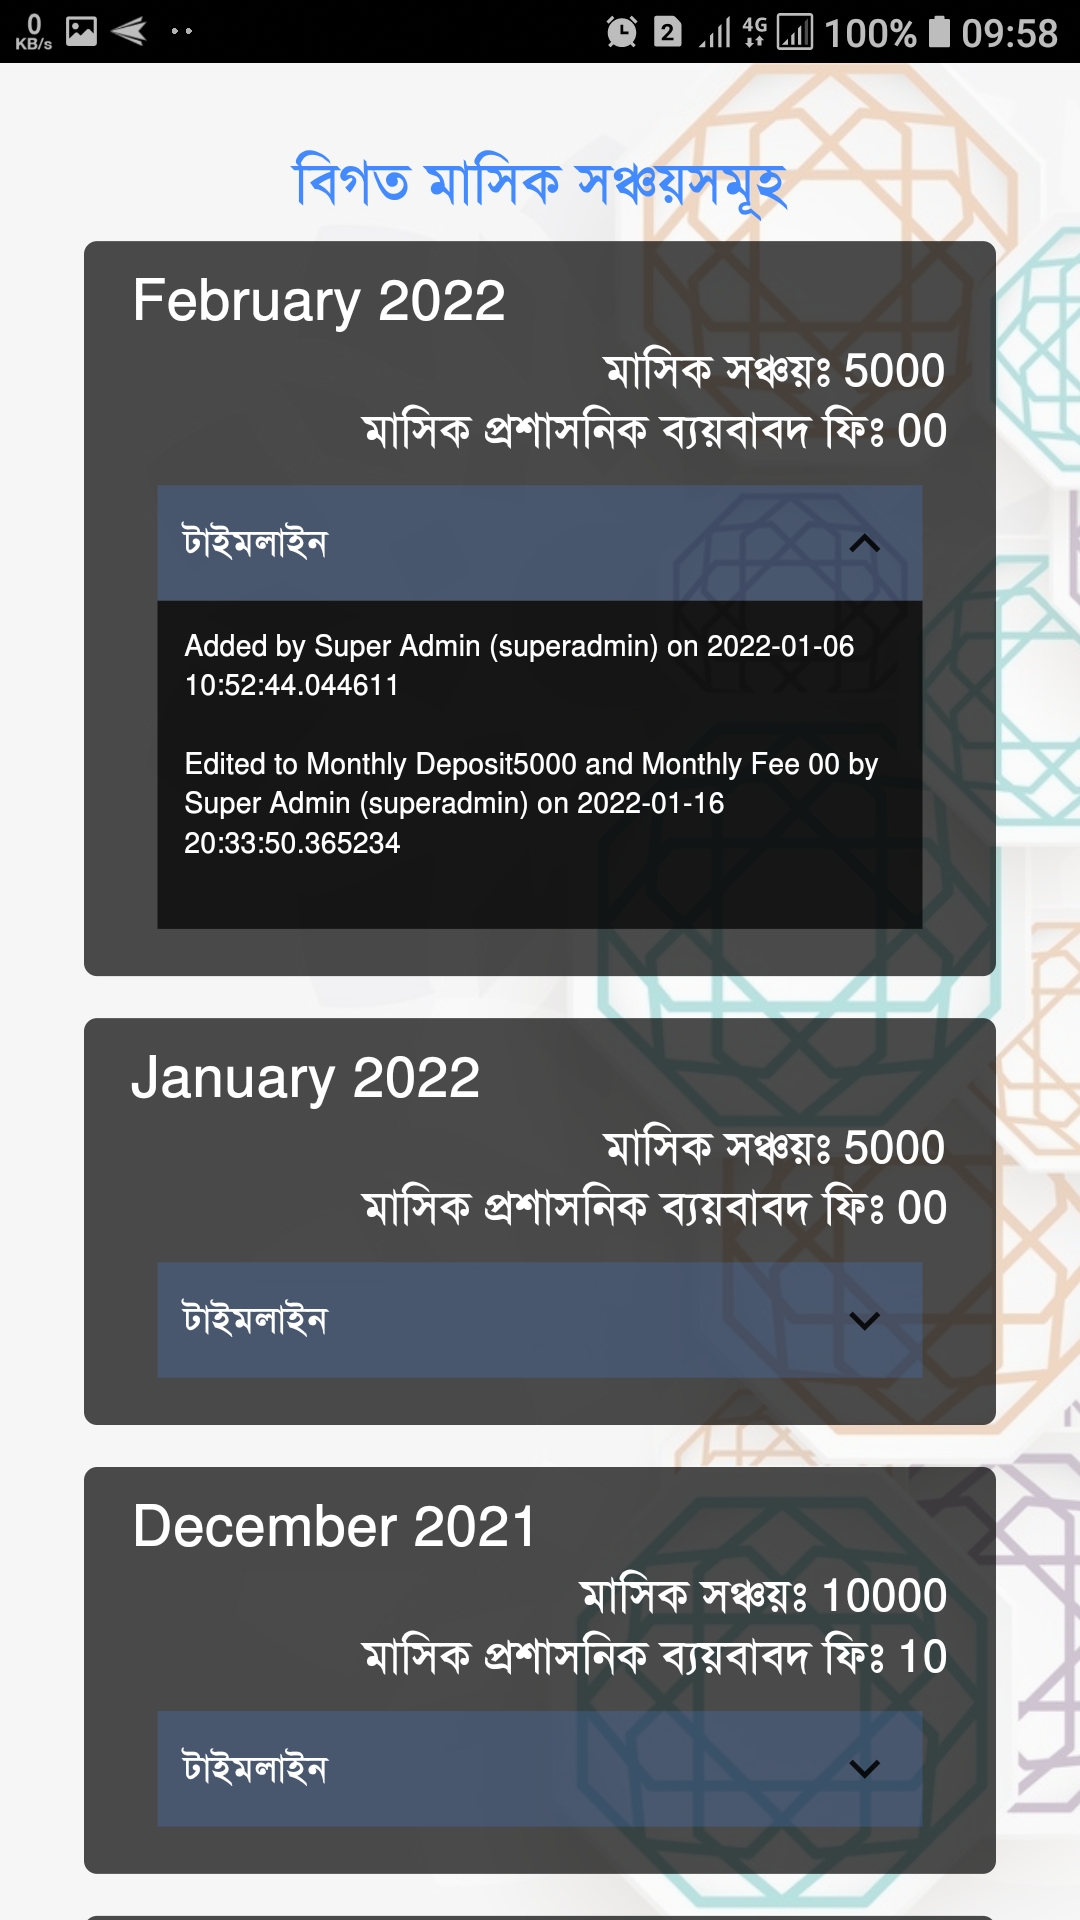 0
KB/s
2
4G
100%
09:58
বিগত মাসিক সঞ্চয়সমূহ
February 2022
মাসিক সঞ্চয়ঃ 5000
মাসিক প্রশাসনিক ব্যয়বাবদ ফিঃ 00
টাইমলাইন
Added by Super Admin (superadmin) on 2022-01-06
10:52:44.044611
Edited to Monthly Deposit5000 and Monthly Fee 00 by
Super Admin (superadmin) on 2022-01-16
20:33:50.365234
January 2022
মাসিক সঞ্চয়ঃ 5000
মাসিক প্রশাসনিক ব্যয়বাবদ ফিঃ 00
টাইমলাইন
December 2021
মাসিক সঞ্চয়ঃ 10000
মাসিক প্রশাসনিক ব্যয়বাবদ ফিঃ 10
টাইমলাইন